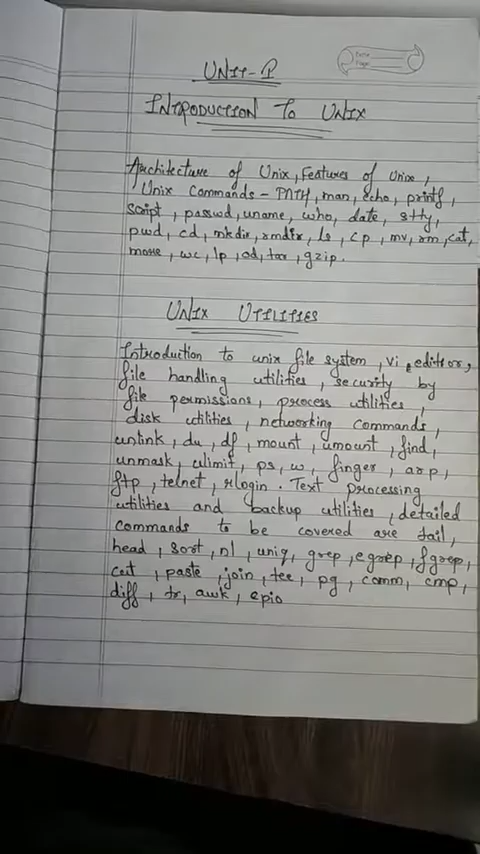 UNIT-I
INTRODUCTION TO UNIX
Architecture of Unix, Features of Unix,
Unix Commands - PATH, man, echo, printf,
script, passwd, uname, who, date, stty,
pwd, cd, mkdir, rmdir, ls, cp, mv, rm, cat,
more, wc, lp, od, tar, gzip.
UNIX UTILITIES
Introduction to unix file system, vi editor,
file handling utilities, security by
file permissions, process utilities,
disk utilities, networking commands,
unlink, du, df, mount, umount, find,
unmask, ulimit, ps, w, finger, arp,
ftp, telnet, rlogin. Text processing
utilities and backup utilities, detailed
commands to be covered are tail,
head, sort, nl, uniq, grep, egrep, fgrep,
cut, paste, join, tee, pg, comm, cmp,
diff, tr, awk, cpio